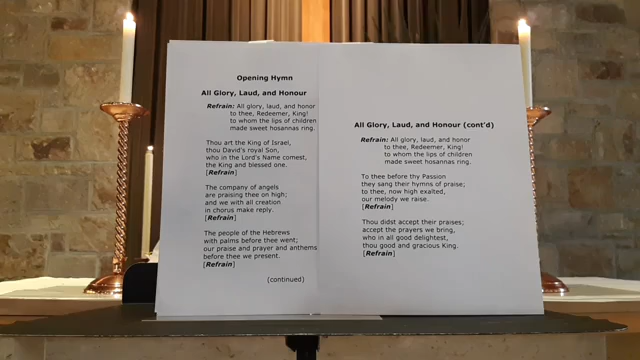 Opening Hymn
All Glory, Laud, and Honour
Refrain: All glory, laud, and honor
to thee, Redeemer, King!
to whom the lips of children
made sweet hosannas ring.
Thou art the King of Israel,
thou David's royal Son,
who in the Lord's Name comest,
the King and blessed one.
[Refrain]
The company of angels
are praising thee on high;
and we with all creation
in chorus make reply.
[Refrain]
The people of the Hebrews
with palms before thee went;
our praise and prayer and anthems
before thee we present.
[Refrain]
(continued)
All Glory, Laud, and Honour (cont'd)
Refrain: All glory, laud, and honor
to thee, Redeemer, King!
to whom the lips of children
made sweet hosannas ring.
To thee before thy Passion
they sang their hymns of praise;
to thee, now high exalted,
our melody we raise.
[Refrain]
Thou didst accept their praises;
accept the prayers we bring,
who in all good delightest,
thou good and gracious King.
[Refrain]